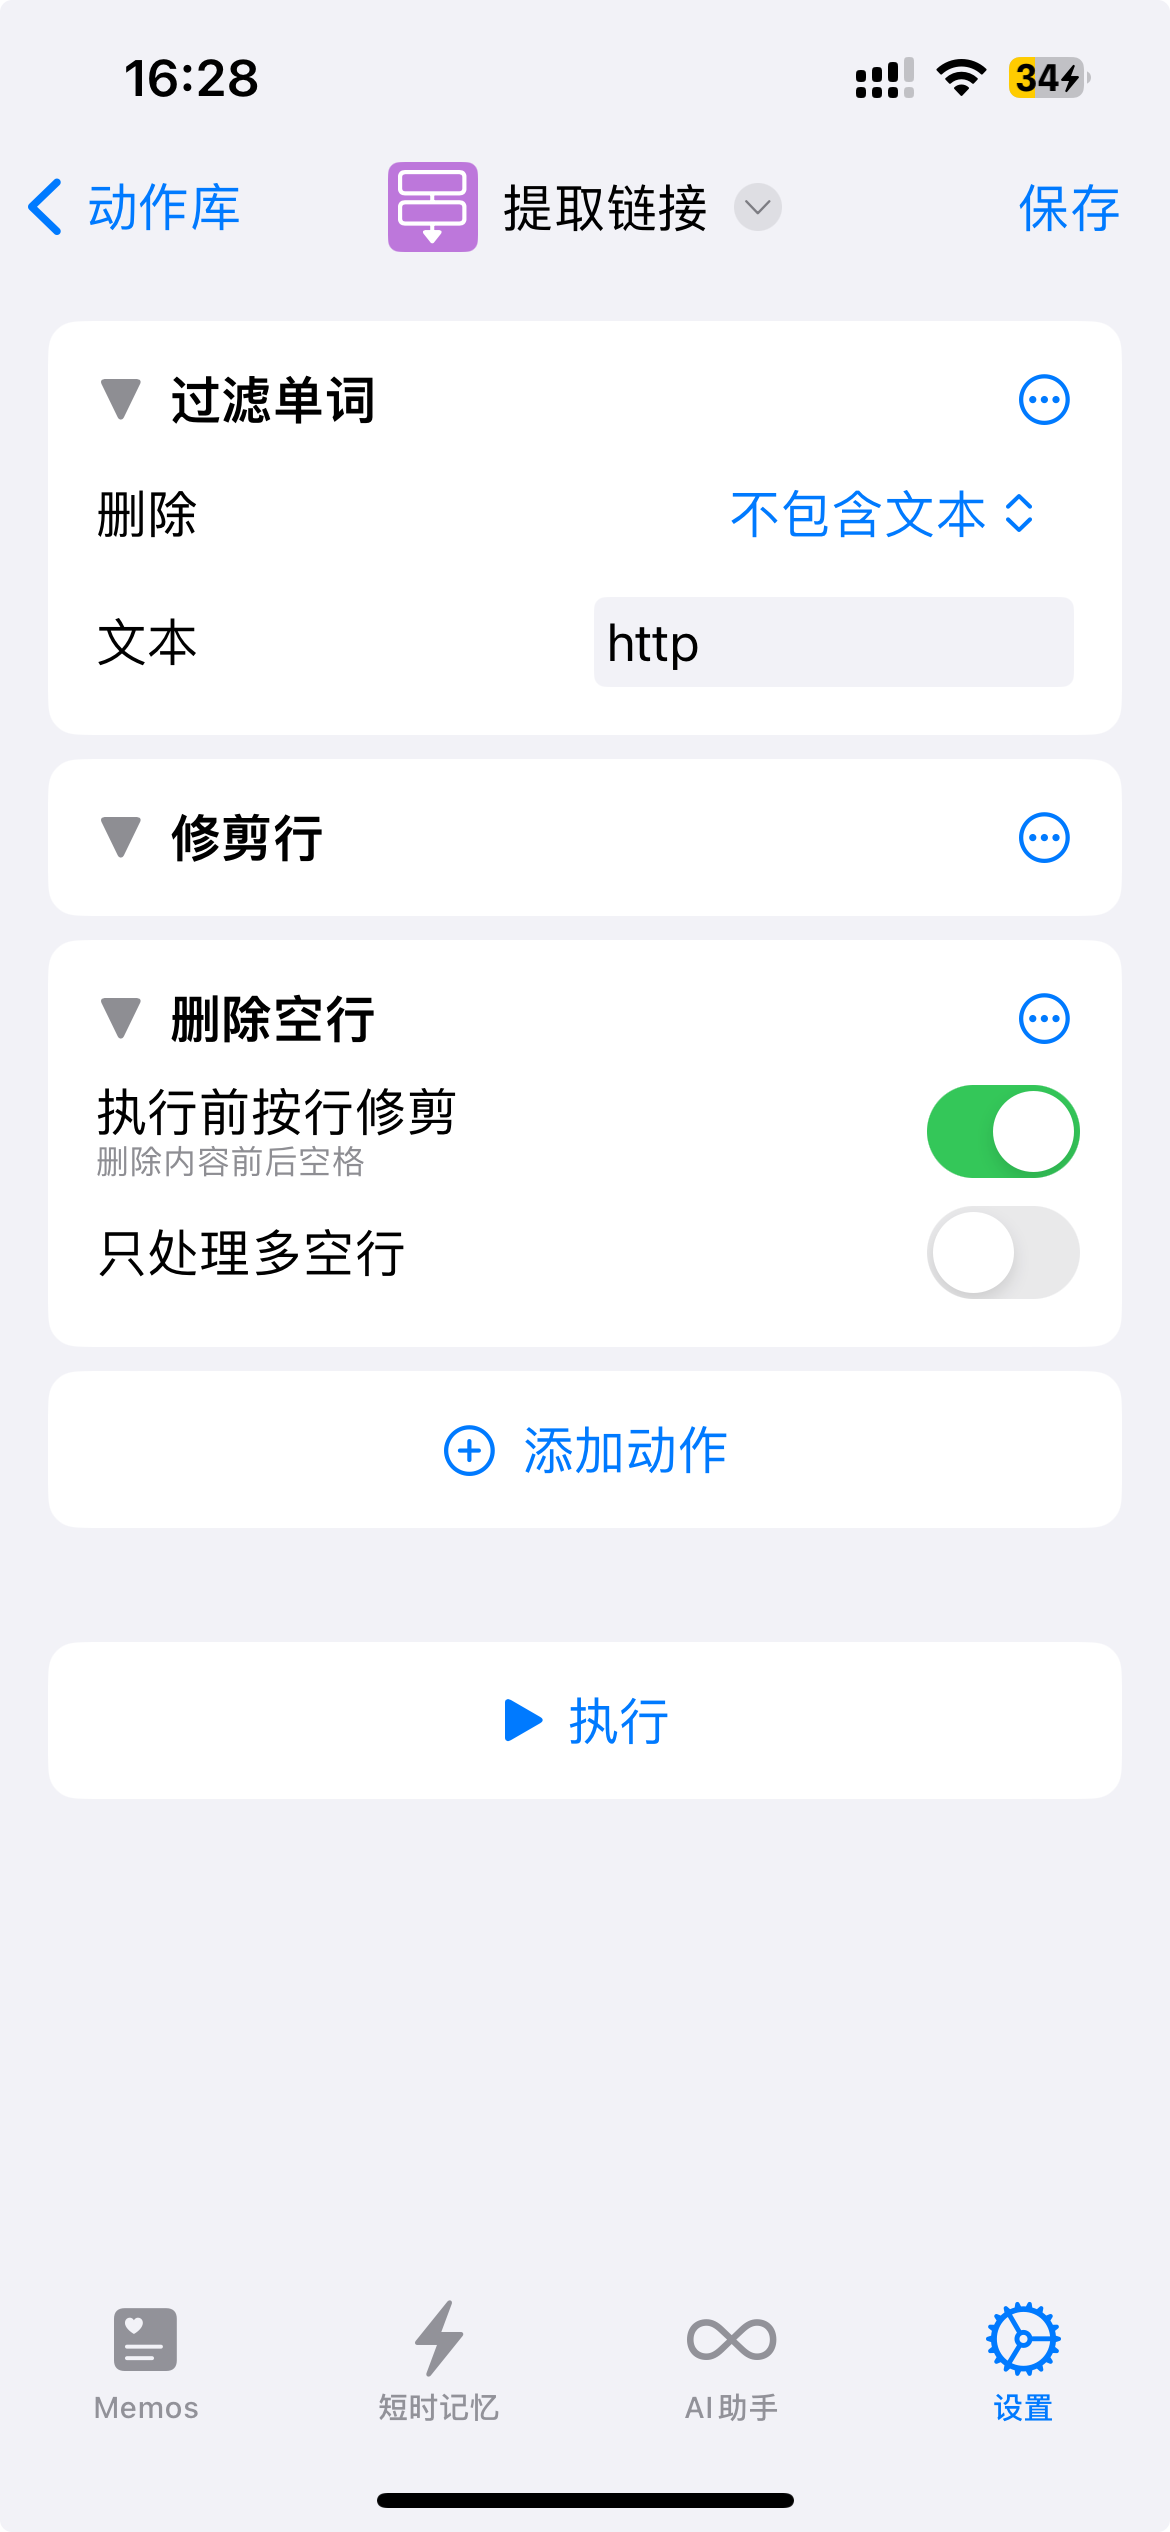 16:28
34
动作库
提取链接
保存
过滤单词
删除
不包含文本
文本
http
修剪行
删除空行
执行前按行修剪
删除内容前后空格
只处理多空行
添加动作
执行
Memos
短时记忆
AI 助手
设置